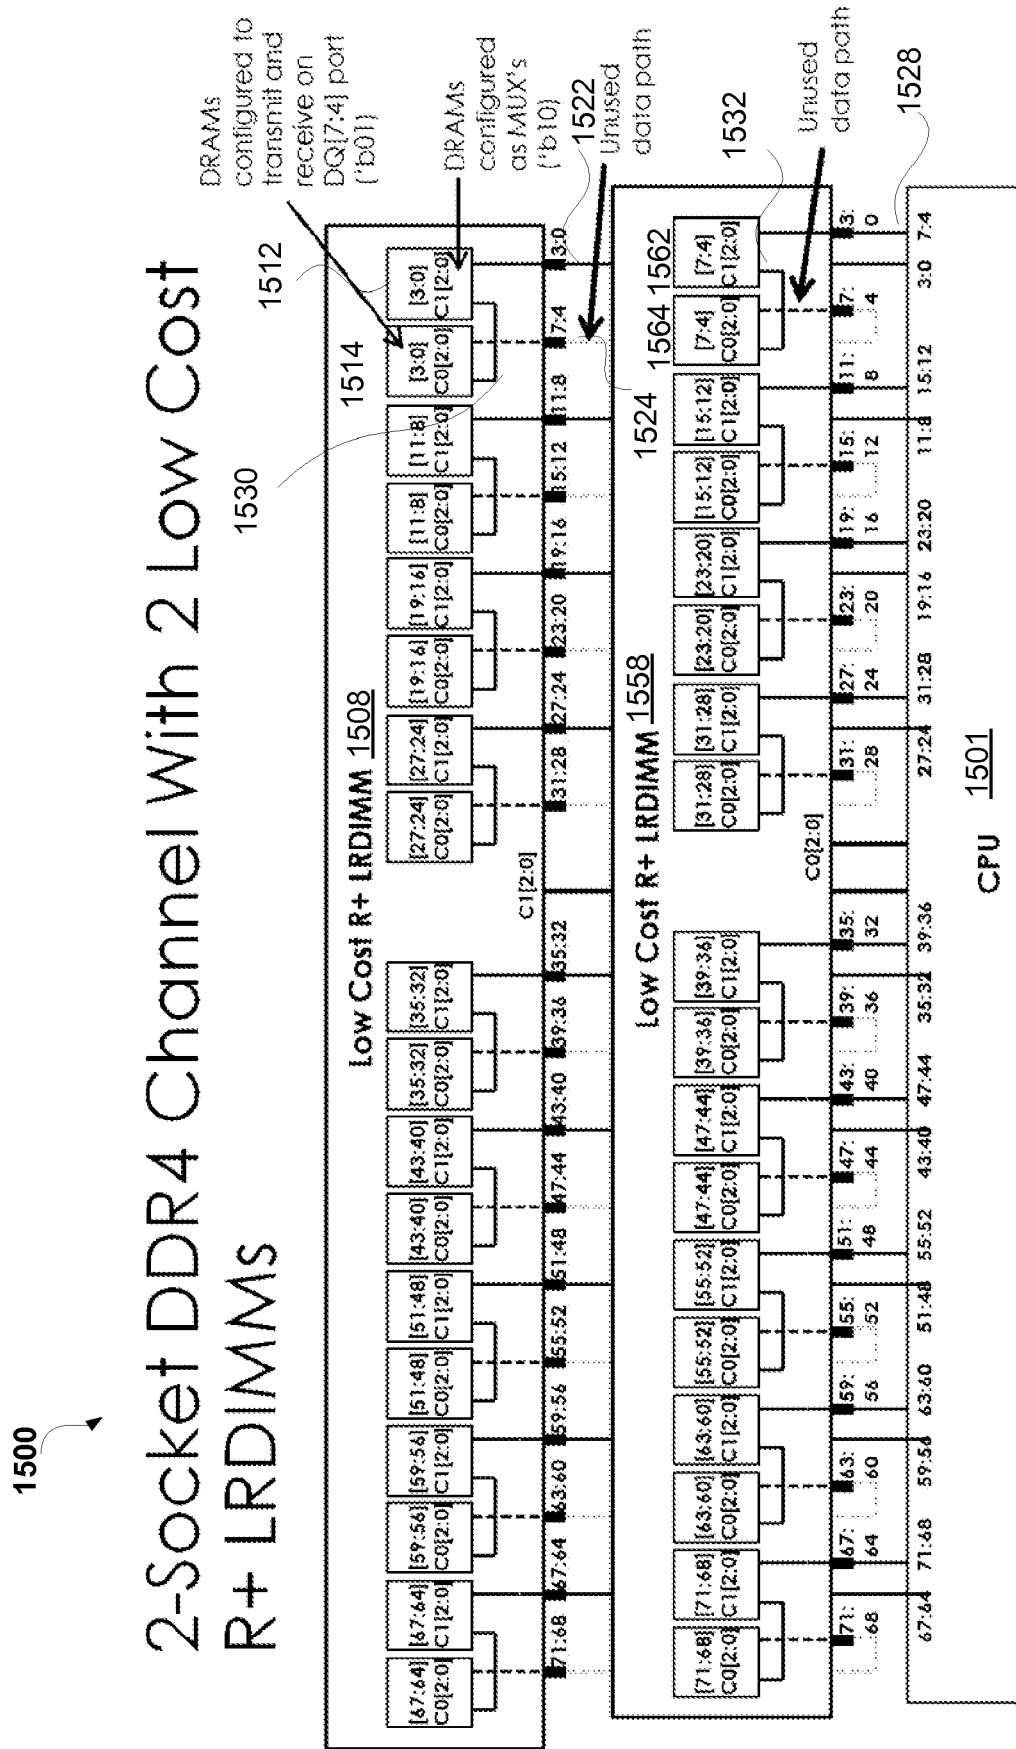 1500
2-Socket DDR4 Channel With 2 Low Cost
R+ LRDIMMs
DRAMs
configured to
transmit and
receive on
DQ[7:4] port
('b01)
DRAMs
configured
as MUX's
('b10)
1522
Unused
data path
1532
Unused
data path
1528
1512
1514
1530
Low Cost R+ LRDIMM 1508
[67:64] C0[2:0]
[67:64] C1[2:0]
[59:56] C0[2:0]
[59:56] C1[2:0]
[51:48] C0[2:0]
[51:48] C1[2:0]
[43:40] C0[2:0]
[43:40] C1[2:0]
[35:32] C0[2:0]
[35:32] C1[2:0]
[27:24] C0[2:0]
[27:24] C1[2:0]
[19:16] C0[2:0]
[19:16] C1[2:0]
[11:8] C0[2:0]
[11:8] C1[2:0]
[3:0] C0[2:0]
[3:0] C1[2:0]
C1[2:0]
71:68 67:64 63:60 59:56 55:52 51:48 47:44 43:40 39:36 35:32 31:28 27:24 23:20 19:16 15:12 11:8 7:4 3:0
1524
1564
1562
Low Cost R+ LRDIMM 1558
[71:68] C0[2:0]
[71:68] C1[2:0]
[63:60] C0[2:0]
[63:60] C1[2:0]
[55:52] C0[2:0]
[55:52] C1[2:0]
[47:44] C0[2:0]
[47:44] C1[2:0]
[39:36] C0[2:0]
[39:36] C1[2:0]
[31:28] C0[2:0]
[31:28] C1[2:0]
[23:20] C0[2:0]
[23:20] C1[2:0]
[15:12] C0[2:0]
[15:12] C1[2:0]
[7:4] C0[2:0]
[7:4] C1[2:0]
C0[2:0]
71: 67: 63: 59: 55: 51: 47: 43: 39: 35: 31: 27: 23: 19: 15: 11: 7: 3:
68 64 60 56 52 48 44 40 36 32 28 24 20 16 12 8 4 0
67:64 71:68 59:56 63:60 51:48 55:52 43:40 47:44 35:32 39:36 27:24 31:28 19:16 23:20 11:8 15:12 3:0 7:4
CPU 1501